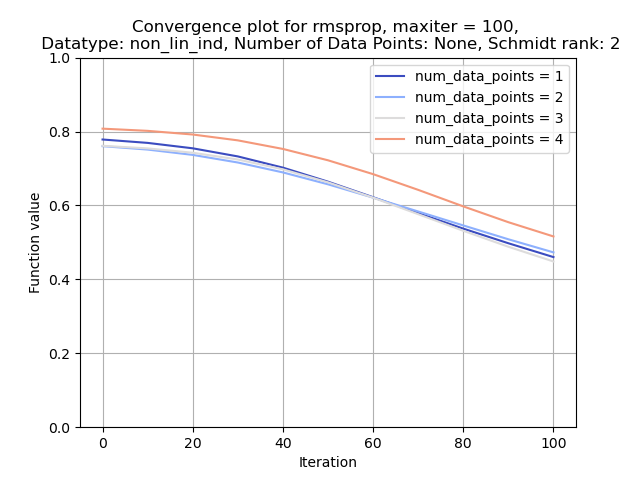 Convergence plot for rmsprop, maxiter = 100,
Datatype: non_lin_ind, Number of Data Points: None, Schmidt rank: 2
num_data_points = 1
num_data_points = 2
num_data_points = 3
num_data_points = 4
Function value
1.0
0.8
0.6
0.4
0.2
0.0
0 20 40 60 80 100
Iteration